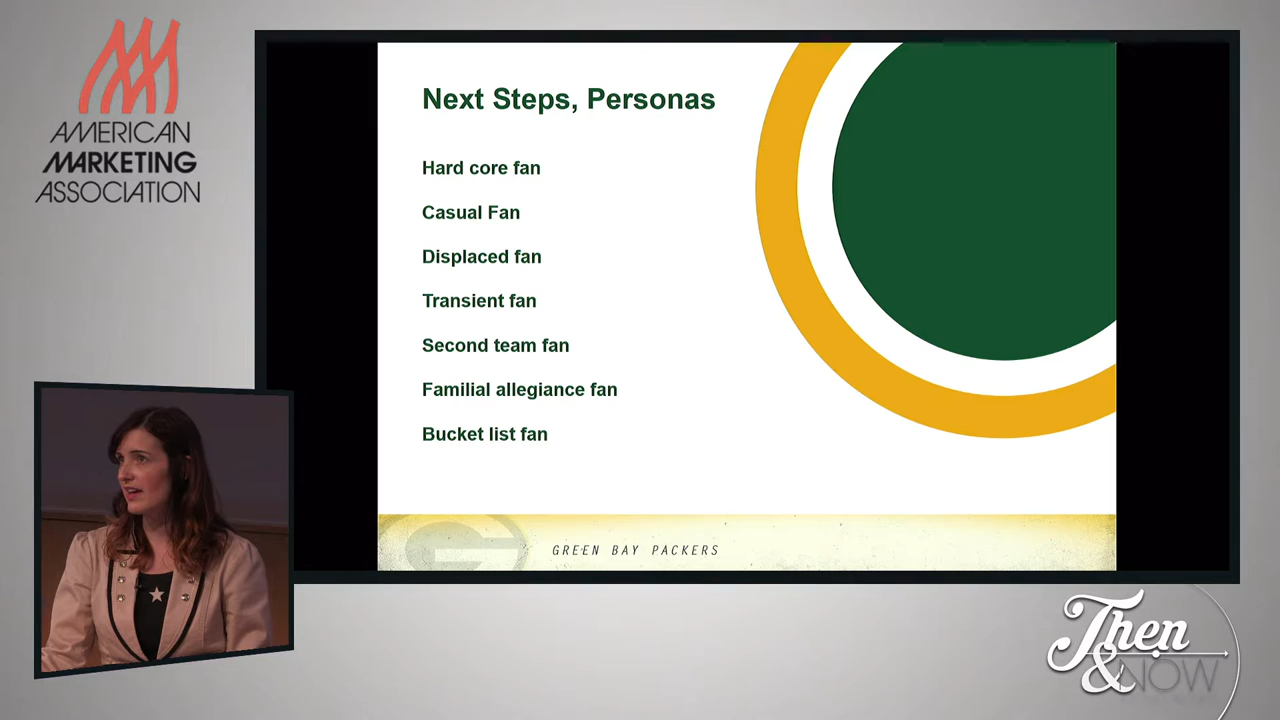 AMERICAN
MARKETING
ASSOCIATION
Next Steps, Personas
Hard core fan
Casual Fan
Displaced fan
Transient fan
Second team fan
Familial allegiance fan
Bucket list fan
G
GREEN BAY PACKERS
Then
& NOW